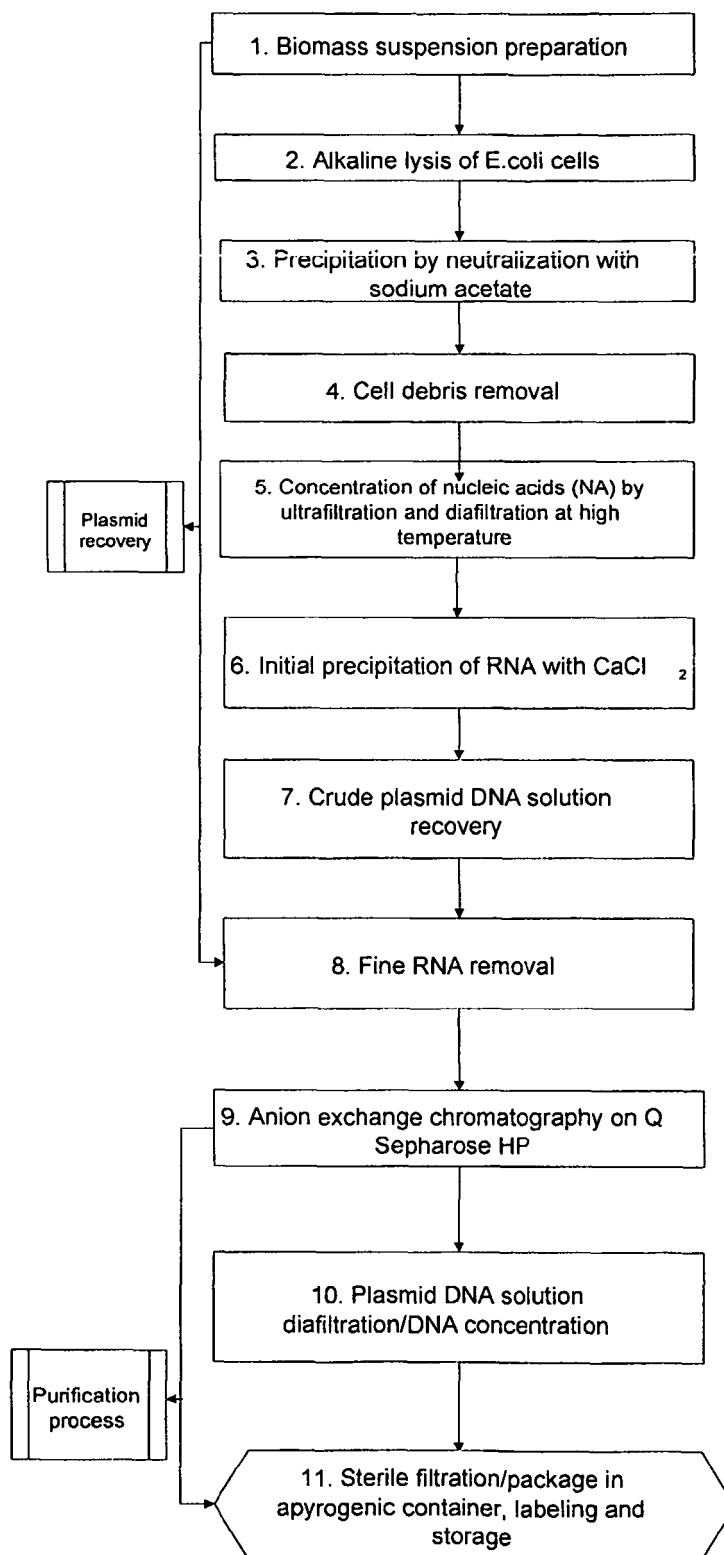 1. Biomass suspension preparation
2. Alkaline lysis of E.coli cells
3. Precipitation by neutralization with
sodium acetate
4. Cell debris removal
5. Concentration of nucleic acids (NA) by
ultrafiltration and diafiltration at high
temperature
Plasmid
recovery
6. Initial precipitation of RNA with CaCl 2
7. Crude plasmid DNA solution
recovery
8. Fine RNA removal
9. Anion exchange chromatography on Q
Sepharose HP
10. Plasmid DNA solution
diafiltration/DNA concentration
Purification
process
11. Sterile filtration/package in
apyrogenic container, labeling and
storage